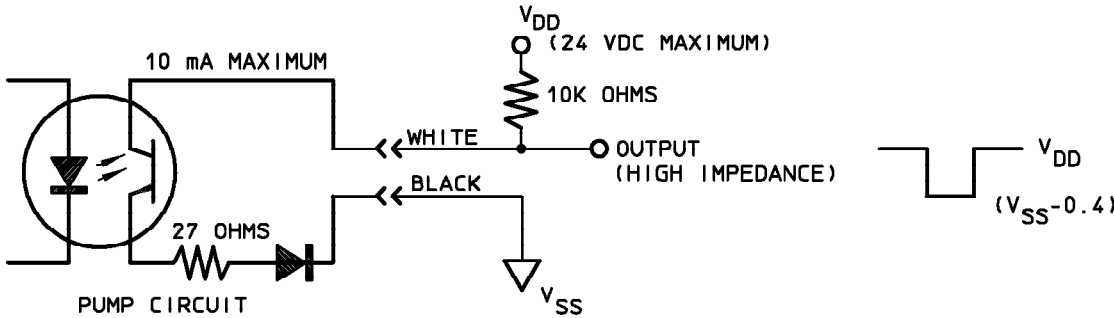 V DD
(24 VDC MAXIMUM)
10 mA MAXIMUM
10K OHMS
WHITE
OUTPUT
(HIGH IMPEDANCE)
BLACK
27 OHMS
V SS
PUMP CIRCUIT
V DD
(V SS -0.4)